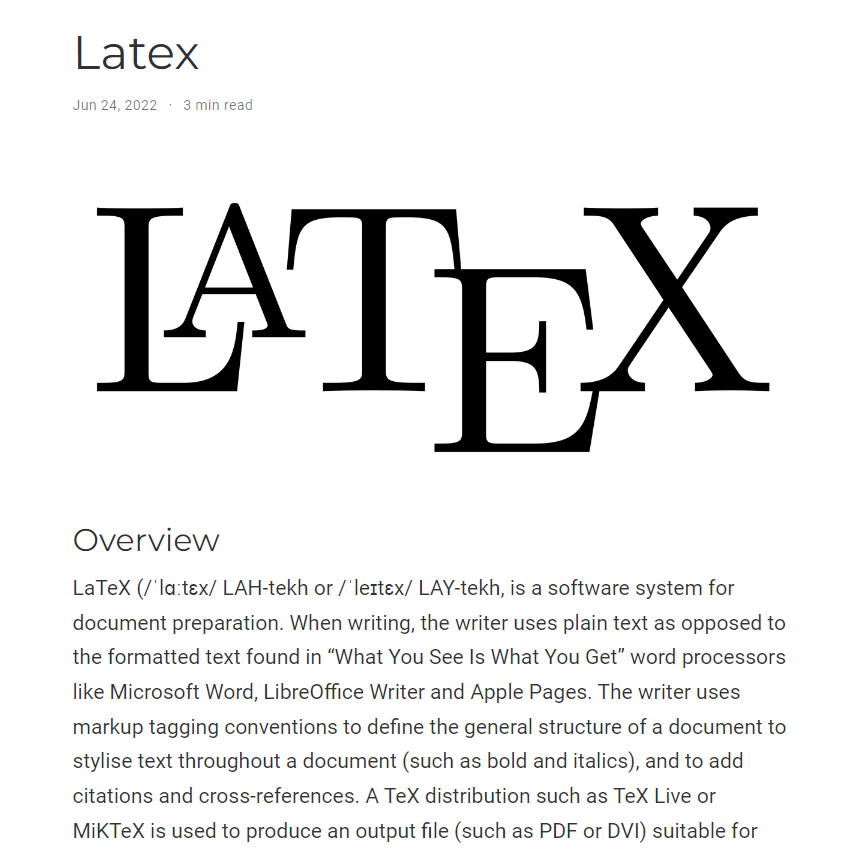 Latex
Jun 24, 2022 · 3 min read
LATEX
Overview
LaTeX (/ˈlɑːtɛx/ LAH-tekh or /ˈleɪtɛx/ LAY-tekh, is a software system for
document preparation. When writing, the writer uses plain text as opposed to
the formatted text found in “What You See Is What You Get” word processors
like Microsoft Word, LibreOffice Writer and Apple Pages. The writer uses
markup tagging conventions to define the general structure of a document to
stylise text throughout a document (such as bold and italics), and to add
citations and cross-references. A TeX distribution such as TeX Live or
MiKTeX is used to produce an output file (such as PDF or DVI) suitable for